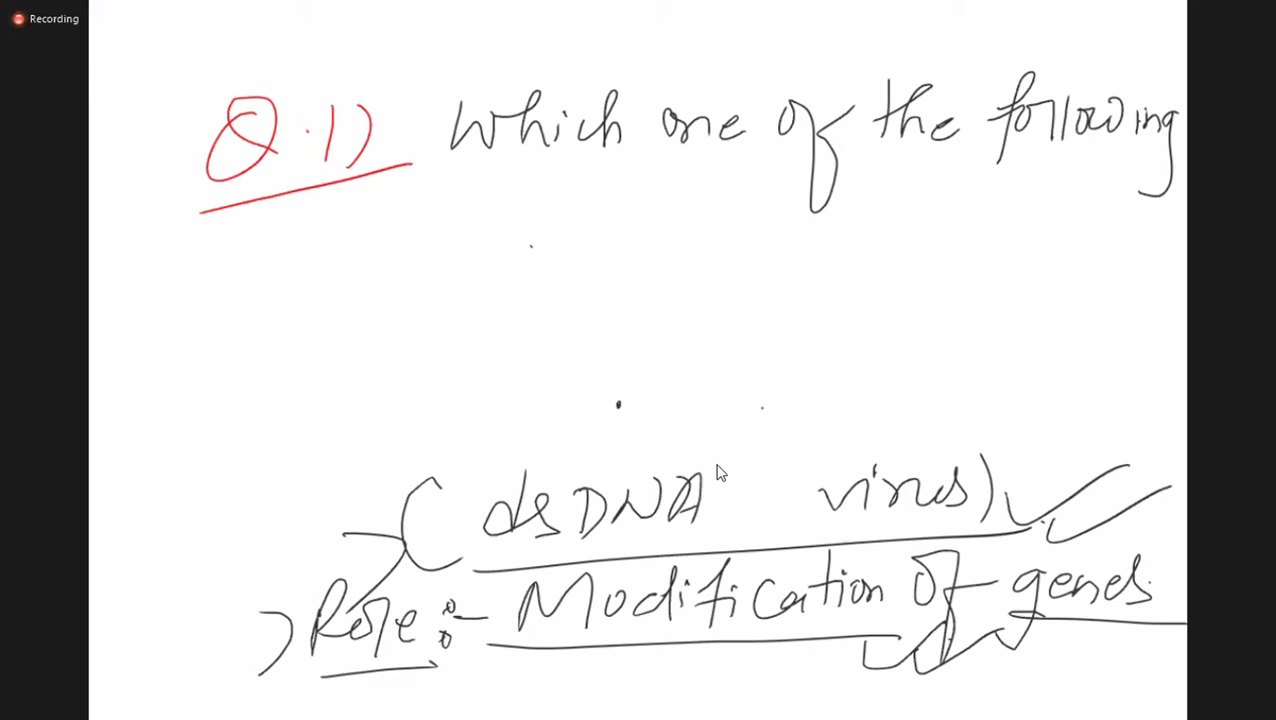 Recording
Q.1) Which one of the following
(dsDNA virus)
) Role :- Modification of genes